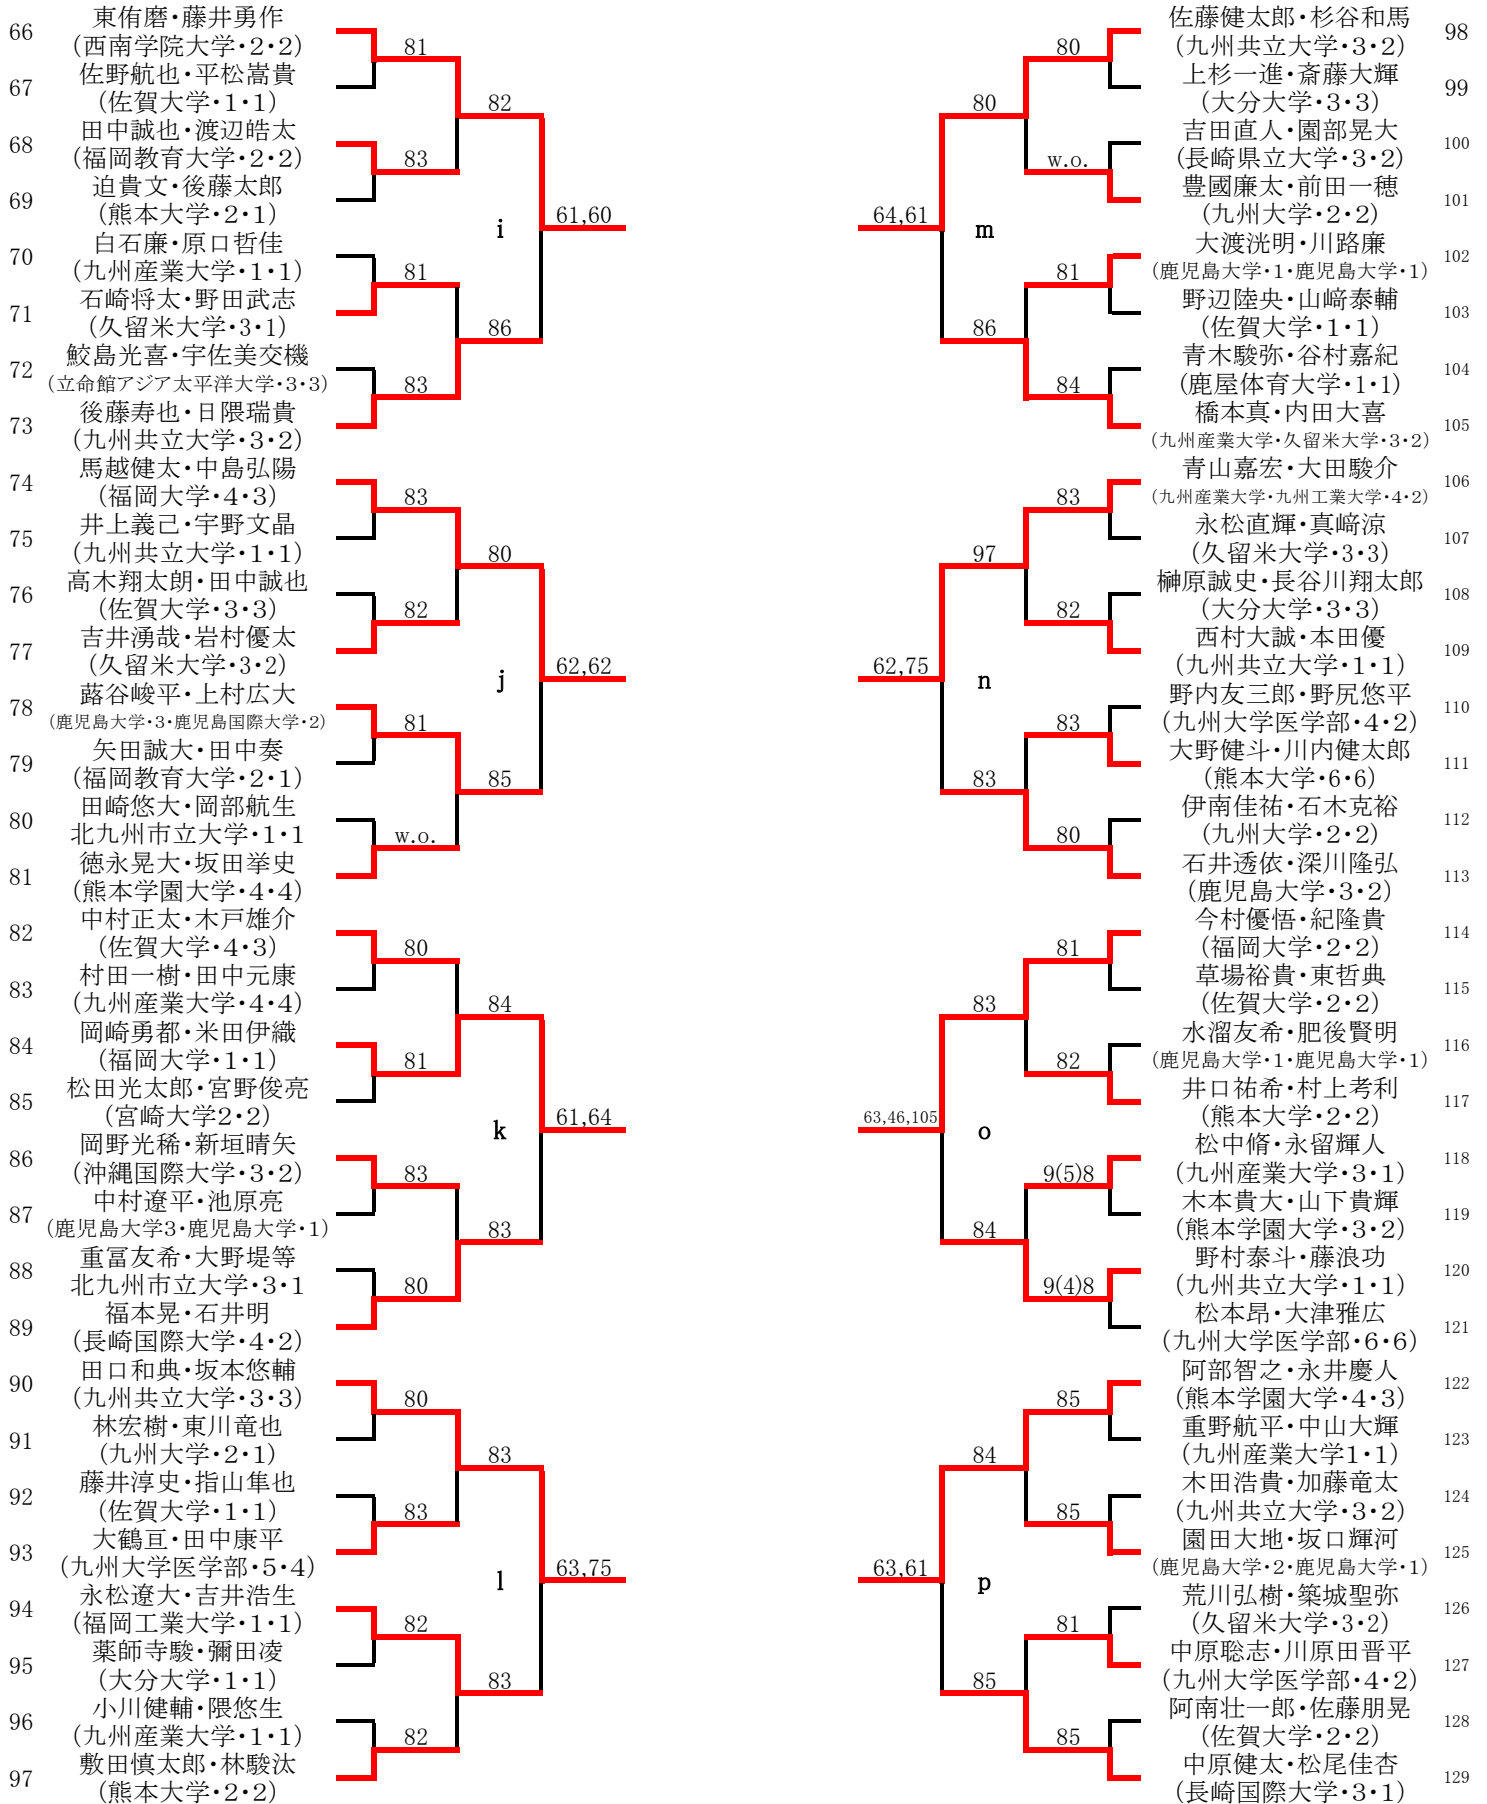 66 東侑磨・藤井勇作
(西南学院大学・2・2)
81
67 佐野航也・平松嵩貴
(佐賀大学・1・1)
82
68 田中誠也・渡辺皓太
(福岡教育大学・2・2)
83
69 迫貴文・後藤太郎
(熊本大学・2・1)
i
61,60
70 白石廉・原口哲佳
(九州産業大学・1・1)
81
71 石崎将太・野田武志
(久留米大学・3・1)
86
72 鮫島光喜・宇佐美交機
(立命館アジア太平洋大学・3・3)
83
73 後藤寿也・日隈瑞貴
(九州共立大学・3・2)
74 馬越健太・中島弘陽
(福岡大学・4・3)
83
75 井上義己・宇野文晶
(九州共立大学・1・1)
80
76 高木翔太朗・田中誠也
(佐賀大学・3・3)
82
77 吉井湧哉・岩村優太
(久留米大学・3・2)
j
62,62
78 蕗谷峻平・上村広大
(鹿児島大学・3・鹿児島国際大学・2)
81
79 矢田誠大・田中奏
(福岡教育大学・2・1)
85
80 田崎悠大・岡部航生
北九州市立大学・1・1
w.o.
81 徳永晃大・坂田挙史
(熊本学園大学・4・4)
82 中村正太・木戸雄介
(佐賀大学・4・3)
80
83 村田一樹・田中元康
(九州産業大学・4・4)
84
84 岡崎勇都・米田伊織
(福岡大学・1・1)
81
85 松田光太郎・宮野俊亮
(宮崎大学2・2)
k
61,64
86 岡野光稀・新垣晴矢
(沖縄国際大学・3・2)
83
87 中村遼平・池原亮
(鹿児島大学3・鹿児島大学・1)
83
88 重冨友希・大野堤等
北九州市立大学・3・1
80
89 福本晃・石井明
(長崎国際大学・4・2)
90 田口和典・坂本悠輔
(九州共立大学・3・3)
80
91 林宏樹・東川竜也
(九州大学・2・1)
83
92 藤井淳史・指山隼也
(佐賀大学・1・1)
83
93 大鶴亘・田中康平
(九州大学医学部・5・4)
l
63,75
94 永松遼大・吉井浩生
(福岡工業大学・1・1)
82
95 薬師寺駿・彌田凌
(大分大学・1・1)
83
96 小川健輔・隈悠生
(九州産業大学・1・1)
82
97 敷田慎太郎・林駿汰
(熊本大学・2・2)
佐藤健太郎・杉谷和馬 98
(九州共立大学・3・2)
80
上杉一進・斎藤大輝 99
(大分大学・3・3)
80
吉田直人・園部晃大 100
(長崎県立大学・3・2)
w.o.
豊國廉太・前田一穂 101
(九州大学・2・2)
64,61
m
大渡洸明・川路廉 102
(鹿児島大学・1・鹿児島大学・1)
81
野辺陸央・山﨑泰輔 103
(佐賀大学・1・1)
86
青木駿弥・谷村嘉紀 104
(鹿屋体育大学・1・1)
84
橋本真・内田大喜 105
(九州産業大学・久留米大学・3・2)
青山嘉宏・大田駿介 106
(九州産業大学・九州工業大学・4・2)
83
永松直輝・真﨑涼 107
(久留米大学・3・3)
97
榊原誠史・長谷川翔太郎 108
(大分大学・3・3)
82
西村大誠・本田優 109
(九州共立大学・1・1)
62,75
n
野内友三郎・野尻悠平 110
(九州大学医学部・4・2)
83
大野健斗・川内健太郎 111
(熊本大学・6・6)
83
伊南佳祐・石木克裕 112
(九州大学・2・2)
80
石井透依・深川隆弘 113
(鹿児島大学・3・2)
今村優悟・紀隆貴 114
(福岡大学・2・2)
81
草場裕貴・東哲典 115
(佐賀大学・2・2)
83
水溜友希・肥後賢明 116
(鹿児島大学・1・鹿児島大学・1)
82
井口祐希・村上考利 117
(熊本大学・2・2)
63,46,105
o
松中脩・永留輝人 118
(九州産業大学・3・1)
9(5)8
木本貴大・山下貴輝 119
(熊本学園大学・3・2)
84
野村泰斗・藤浪功 120
(九州共立大学・1・1)
9(4)8
松本昂・大津雅広 121
(九州大学医学部・6・6)
阿部智之・永井慶人 122
(熊本学園大学・4・3)
85
重野航平・中山大輝 123
(九州産業大学1・1)
84
木田浩貴・加藤竜太 124
(九州共立大学・3・2)
85
園田大地・坂口輝河 125
(鹿児島大学・2・鹿児島大学・1)
63,61
p
荒川弘樹・築城聖弥 126
(久留米大学・3・2)
81
中原聡志・川原田晋平 127
(九州大学医学部・4・2)
85
阿南壮一郎・佐藤朋晃 128
(佐賀大学・2・2)
85
中原健太・松尾佳杏 129
(長崎国際大学・3・1)